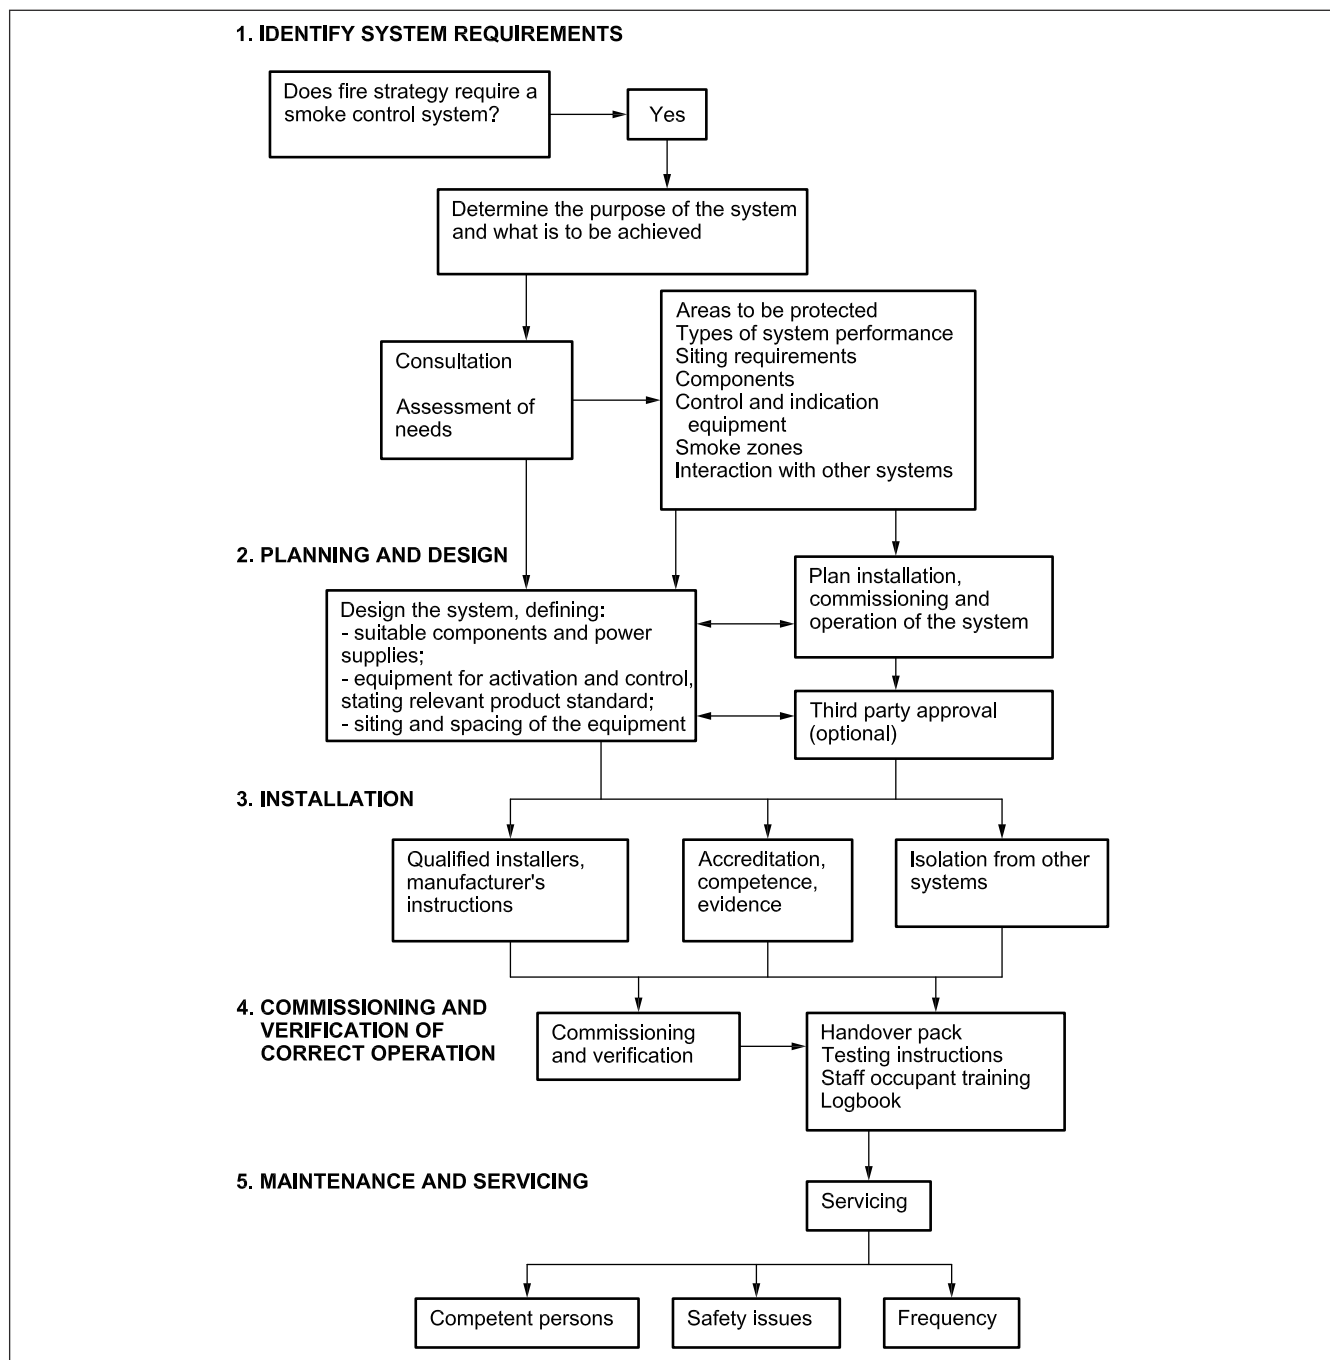 1. IDENTIFY SYSTEM REQUIREMENTS
Does fire strategy require a
smoke control system?
Yes
Determine the purpose of the system
and what is to be achieved
Consultation
Assessment of
needs
Areas to be protected
Types of system performance
Siting requirements
Components
Control and indication
equipment
Smoke zones
Interaction with other systems
2. PLANNING AND DESIGN
Design the system, defining:
- suitable components and power
supplies;
- equipment for activation and control,
stating relevant product standard;
- siting and spacing of the equipment
Plan installation,
commissioning and
operation of the system
Third party approval
(optional)
3. INSTALLATION
Qualified installers,
manufacturer's
instructions
Accreditation,
competence,
evidence
Isolation from other
systems
4. COMMISSIONING AND
VERIFICATION OF
CORRECT OPERATION
Commissioning
and verification
Handover pack
Testing instructions
Staff occupant training
Logbook
5. MAINTENANCE AND SERVICING
Servicing
Competent persons
Safety issues
Frequency